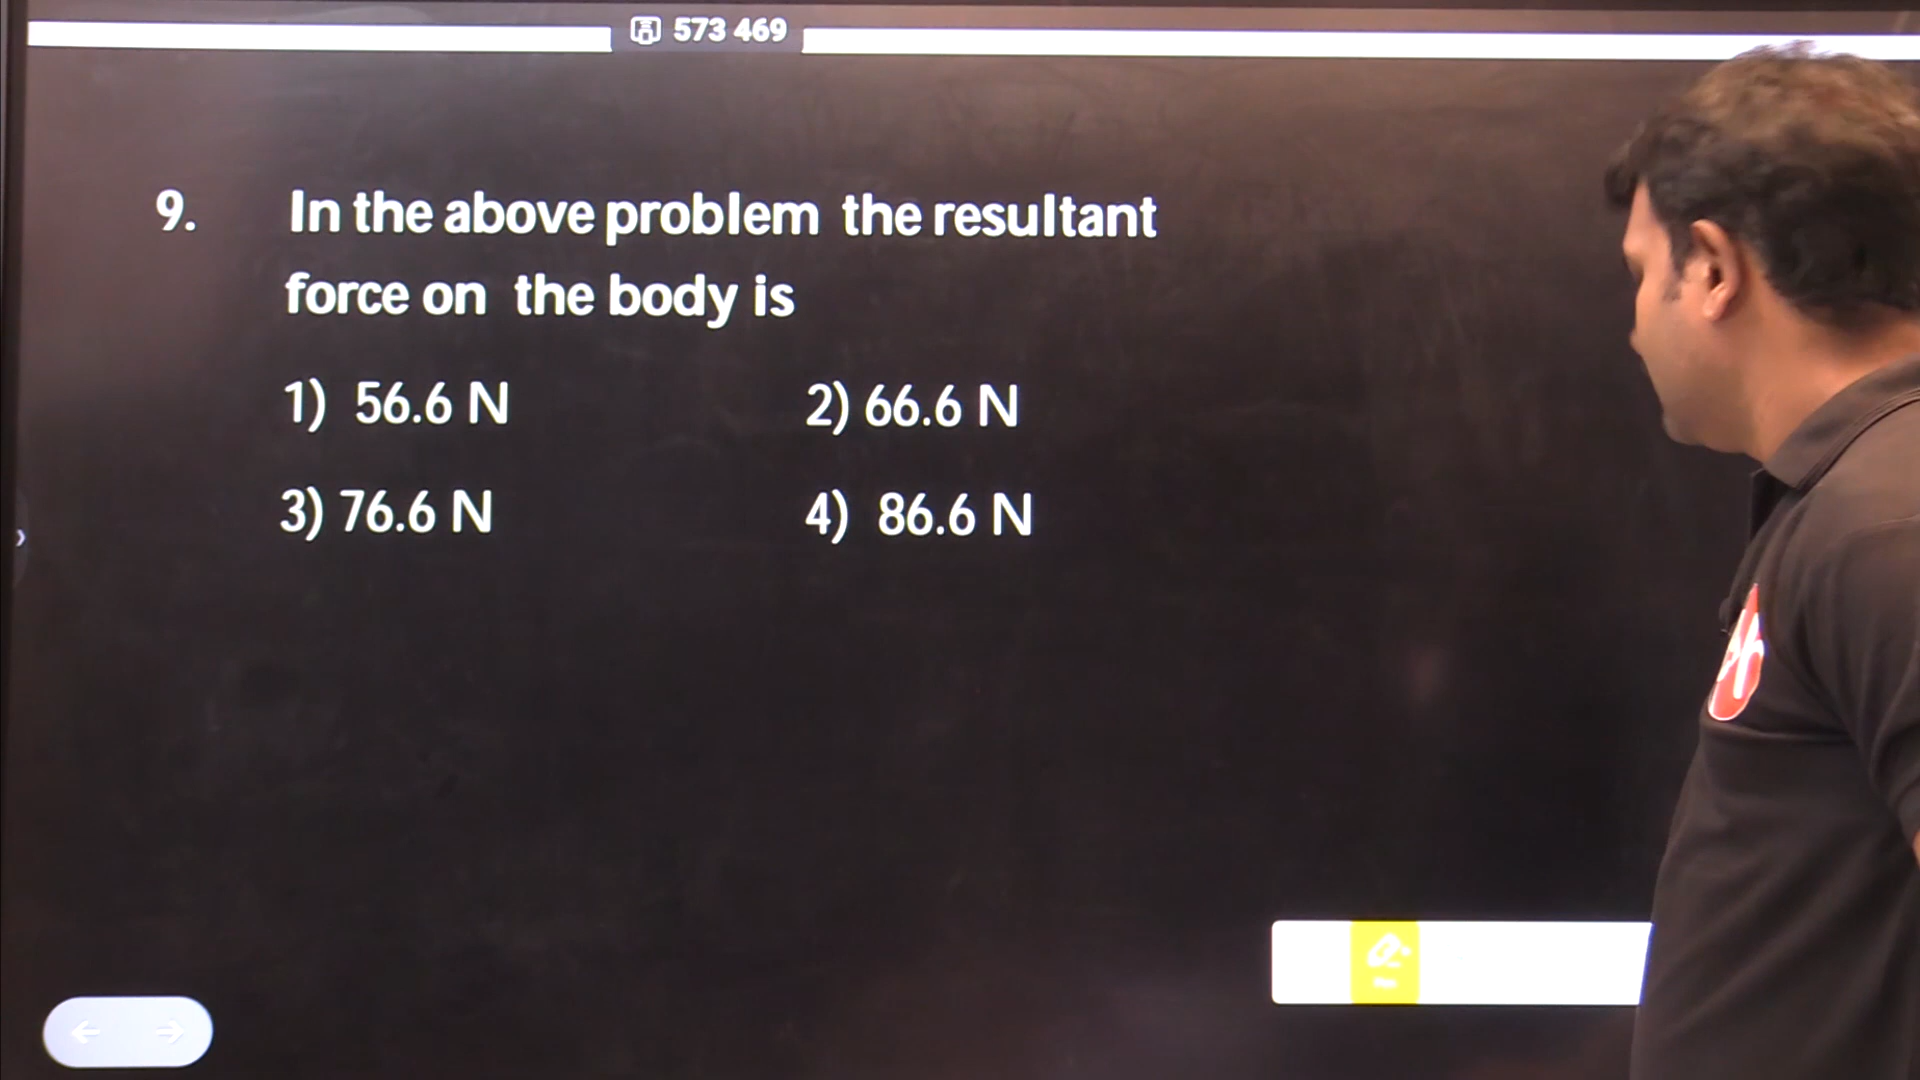 573 469
9. In the above problem the resultant
force on the body is
1) 56.6 N 2) 66.6 N
3) 76.6 N 4) 86.6 N